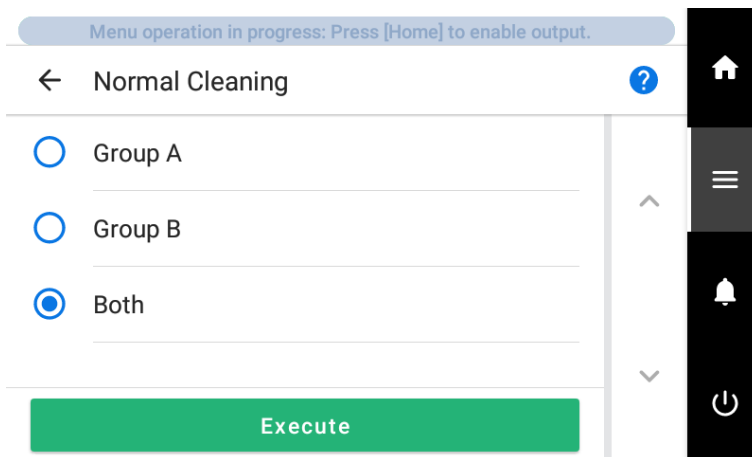 Menu operation in progress: Press [Home] to enable output.
Normal Cleaning
?
Group A
Group B
Both
Execute